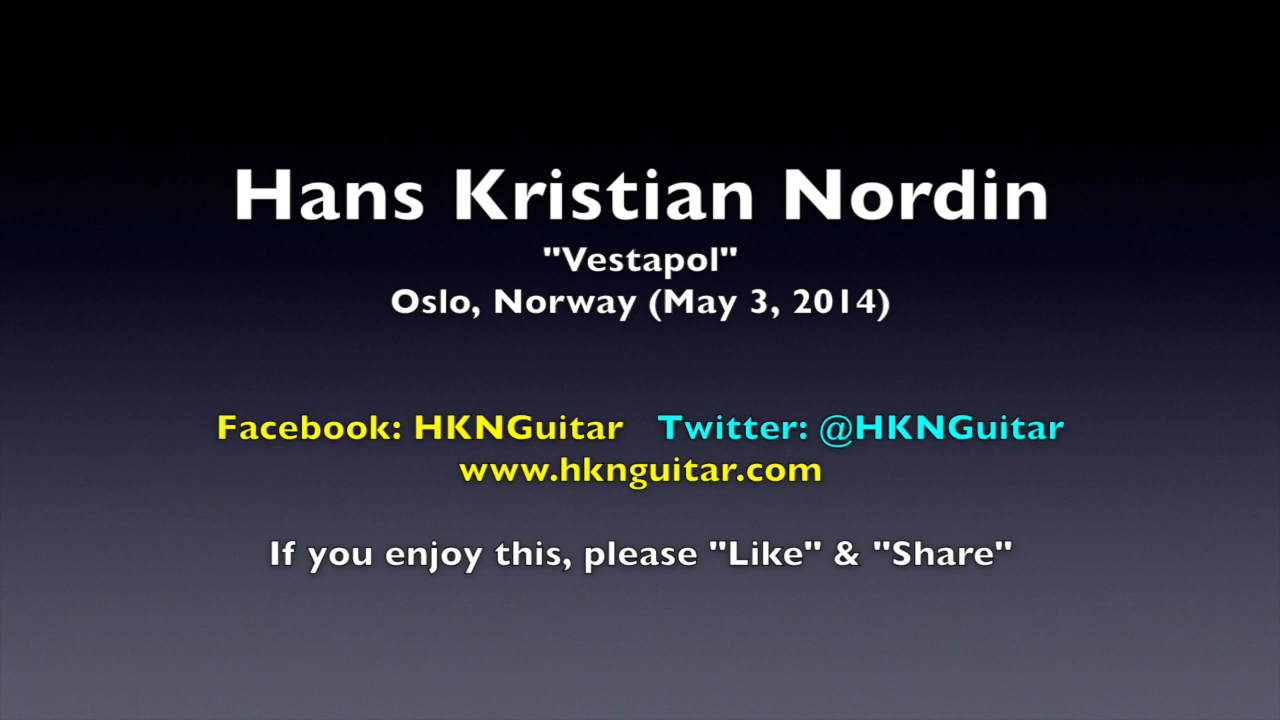 Hans Kristian Nordin
"Vestapol"
Oslo, Norway (May 3, 2014)
Facebook: HKNGuitar Twitter: @HKNGuitar
www.hknguitar.com
If you enjoy this, please "Like" & "Share"